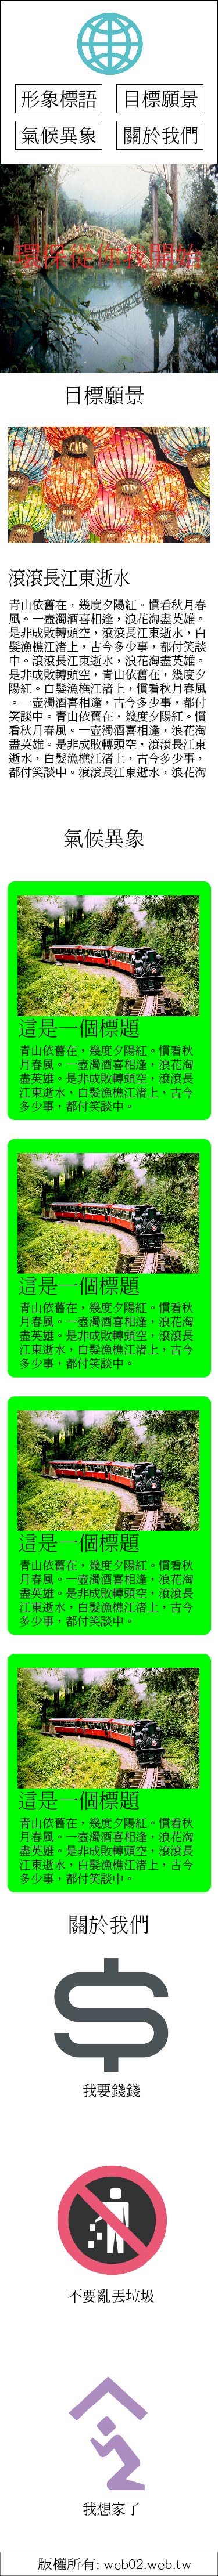 形象標語 目標願景
氣候異象 關於我們
環保從你我開始
目標願景
滾滾長江東逝水
青山依舊在，幾度夕陽紅。慣看秋月春
風。一壺濁酒喜相逢，浪花淘盡英雄。
是非成敗轉頭空，滾滾長江東逝水，白
髮漁樵江渚上，古今多少事，都付笑談
中。滾滾長江東逝水，浪花淘盡英雄。
是非成敗轉頭空，青山依舊在，幾度夕
陽紅。白髮漁樵江渚上，慣看秋月春風
。一壺濁酒喜相逢，古今多少事，都付
笑談中。青山依舊在，幾度夕陽紅。慣
看秋月春風。一壺濁酒喜相逢，浪花淘
盡英雄。是非成敗轉頭空，滾滾長江東
逝水，白髮漁樵江渚上，古今多少事，
都付笑談中。滾滾長江東逝水，浪花淘
氣候異象
這是一個標題
青山依舊在，幾度夕陽紅。慣看秋
月春風。一壺濁酒喜相逢，浪花淘
盡英雄。是非成敗轉頭空，滾滾長
江東逝水，白髮漁樵江渚上，古今
多少事，都付笑談中。
這是一個標題
青山依舊在，幾度夕陽紅。慣看秋
月春風。一壺濁酒喜相逢，浪花淘
盡英雄。是非成敗轉頭空，滾滾長
江東逝水，白髮漁樵江渚上，古今
多少事，都付笑談中。
這是一個標題
青山依舊在，幾度夕陽紅。慣看秋
月春風。一壺濁酒喜相逢，浪花淘
盡英雄。是非成敗轉頭空，滾滾長
江東逝水，白髮漁樵江渚上，古今
多少事，都付笑談中。
這是一個標題
青山依舊在，幾度夕陽紅。慣看秋
月春風。一壺濁酒喜相逢，浪花淘
盡英雄。是非成敗轉頭空，滾滾長
江東逝水，白髮漁樵江渚上，古今
多少事，都付笑談中。
關於我們
我要錢錢
不要亂丟垃圾
我想家了
版權所有: web02.web.tw